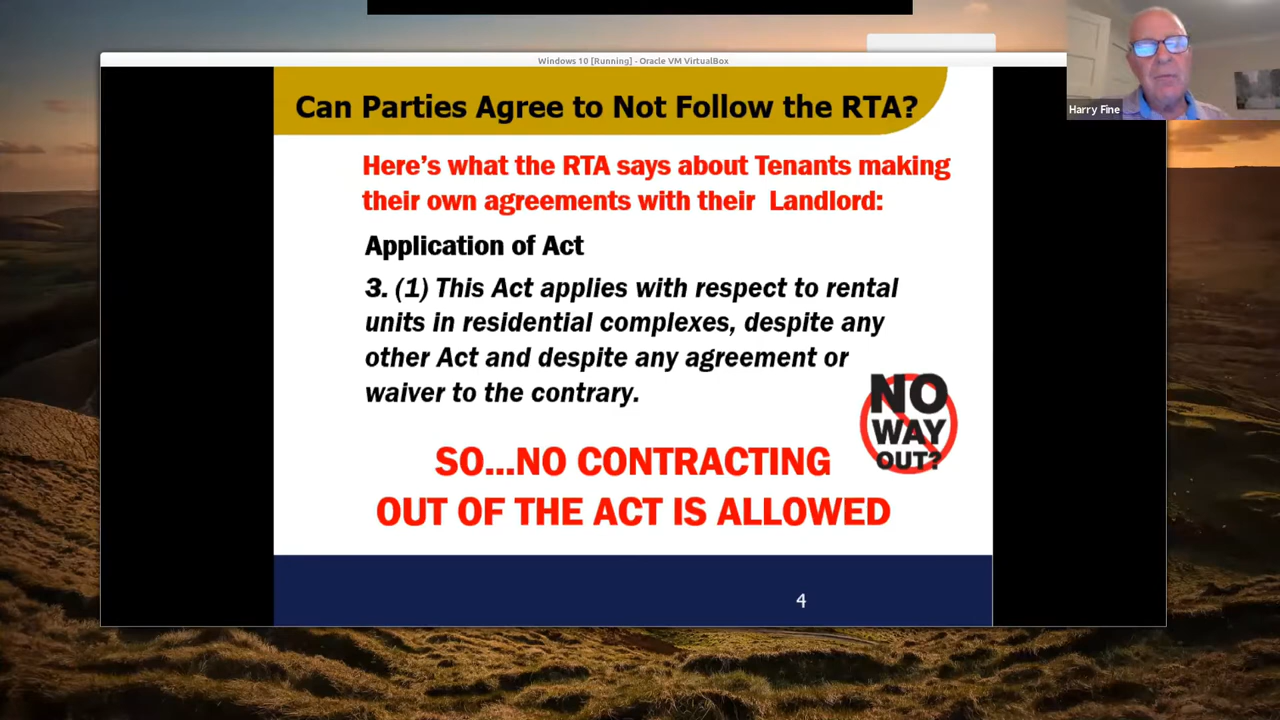 Windows 10 [Running] - Oracle VM VirtualBox
Harry Fine
Can Parties Agree to Not Follow the RTA?
Here's what the RTA says about Tenants making
their own agreements with their Landlord:
Application of Act
3. (1) This Act applies with respect to rental
units in residential complexes, despite any
other Act and despite any agreement or
waiver to the contrary.
NO
WAY
OUT?
SO...NO CONTRACTING
OUT OF THE ACT IS ALLOWED
4